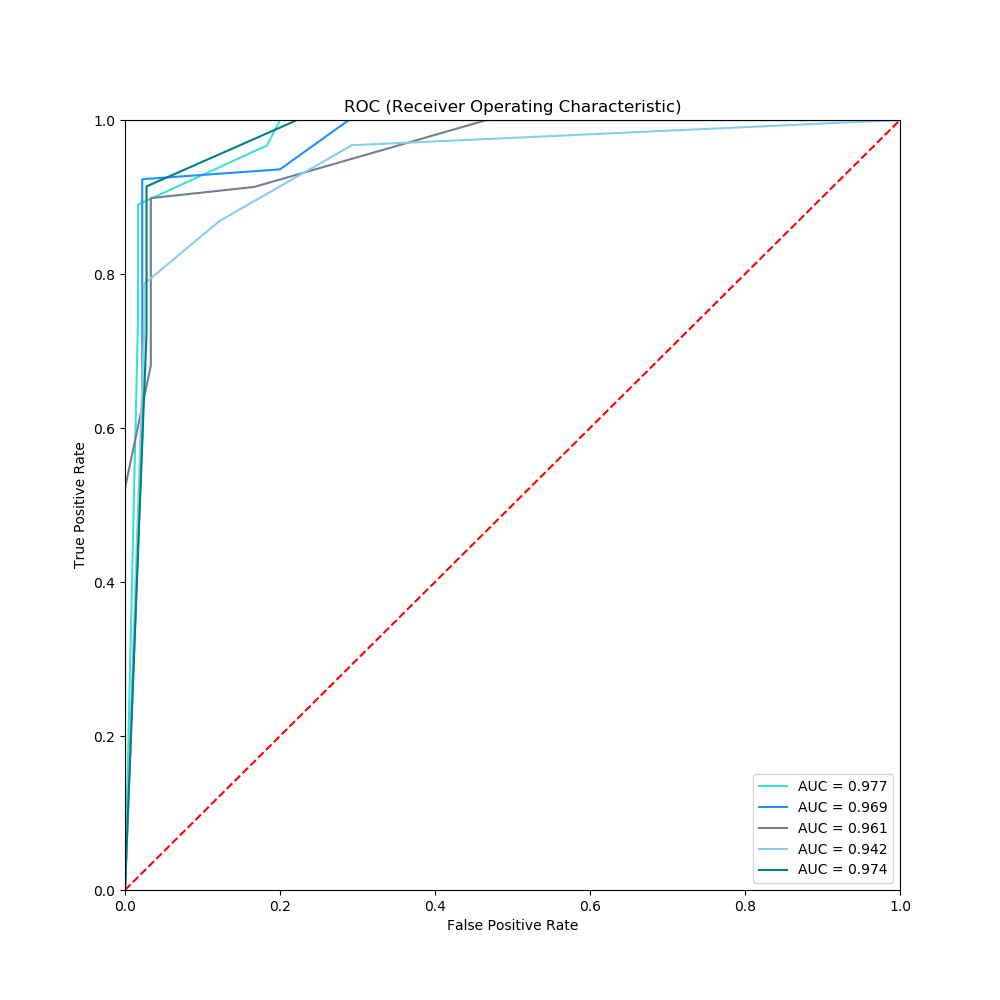 ROC (Receiver Operating Characteristic)
1.0
0.8
0.6
0.4
0.2
0.0
True Positive Rate
0.0 0.2 0.4 0.6 0.8 1.0
False Positive Rate
AUC = 0.977
AUC = 0.969
AUC = 0.961
AUC = 0.942
AUC = 0.974